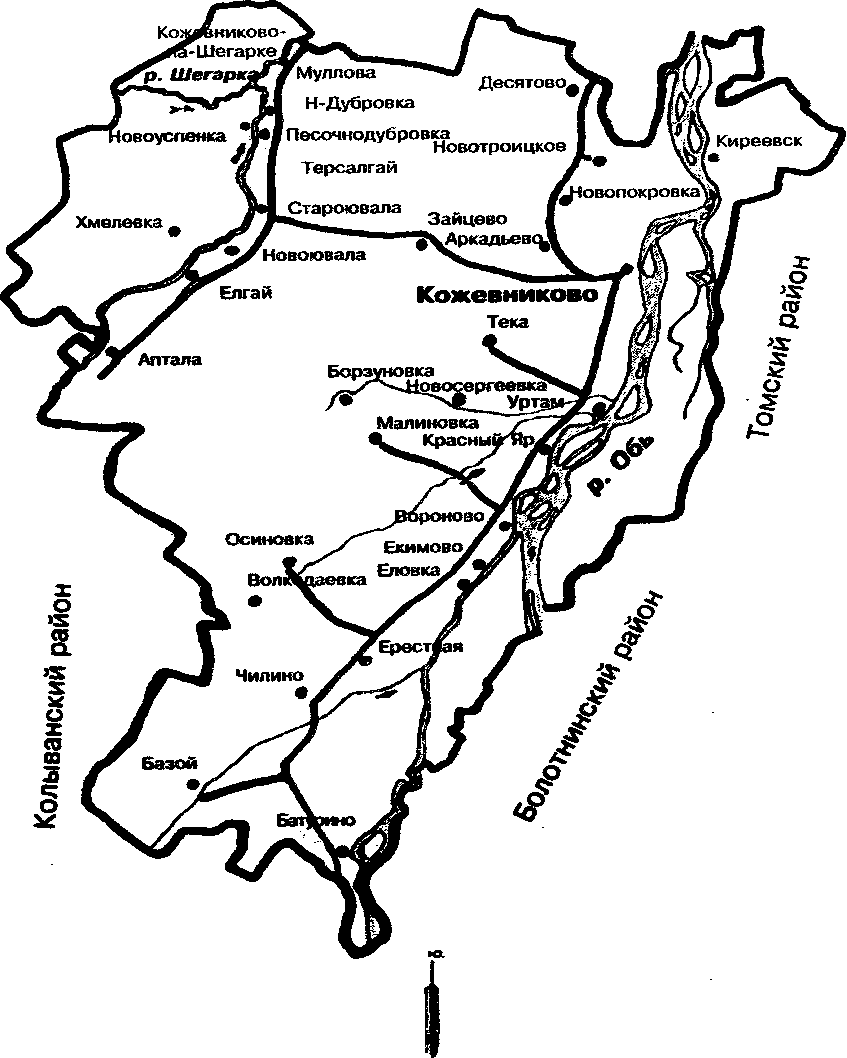 Кожевниково-
на-Шегарке
р. Шегарка
Муллова
Десятово
Н-Дубровка
Новоуспенка
Песочнодубровка
Новотроицкое
Киреевск
Терсалгай
Новопокровка
Хмелевка
Староювала
Зайцево
Аркадьево
Новоювала
Елгай
Кожевниково
Томский район
Тека
Аптала
Борзуновка
Новосергеевка
Уртам
Малиновка
Красный Яр
р. Обь
Вороново
Осиновка
Екимово
Еловка
Волкодаевка
Колыванский район
Болотнинский район
Ерестная
Чилино
Базой
Батурино